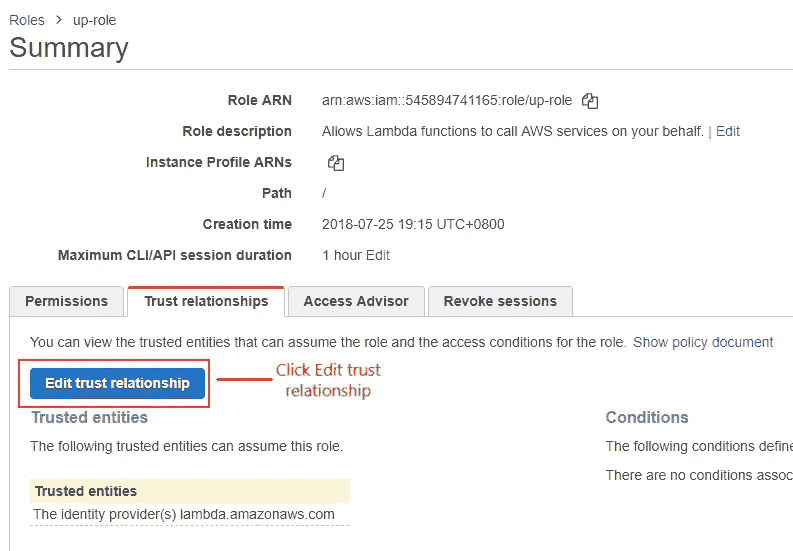 Roles > up-role
Summary
Role ARN arn:aws:iam::545894741165:role/up-role
Role description Allows Lambda functions to call AWS services on your behalf. | Edit
Instance Profile ARNs
Path /
Creation time 2018-07-25 19:15 UTC+0800
Maximum CLI/API session duration 1 hour Edit
Permissions Trust relationships Access Advisor Revoke sessions
You can view the trusted entities that can assume the role and the access conditions for the role. Show policy document
Edit trust relationship
Click Edit trust
relationship
Trusted entities
The following trusted entities can assume this role.
Trusted entities
The identity provider(s) lambda.amazonaws.com
Conditions
The following conditions define
There are no conditions assoc